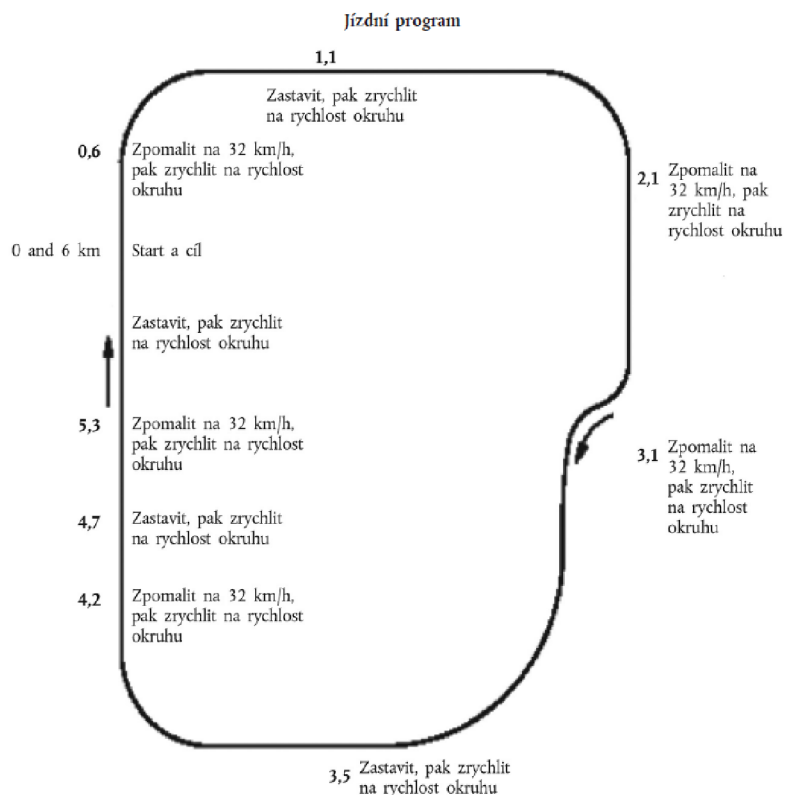 Jízdní program
1,1
Zastavit, pak zrychlit
na rychlost okruhu
0,6
Zpomalit na 32 km/h,
pak zrychlit na rychlost
okruhu
2,1
Zpomalit na
32 km/h, pak
zrychlit na
rychlost okruhu
0 and 6 km
Start a cíl
Zastavit, pak zrychlit
na rychlost okruhu
5,3
Zpomalit na 32 km/h,
pak zrychlit na rychlost
okruhu
3,1
Zpomalit na
32 km/h,
pak zrychlit
na rychlost
okruhu
4,7
Zastavit, pak zrychlit
na rychlost okruhu
4,2
Zpomalit na 32 km/h,
pak zrychlit na rychlost
okruhu
3,5
Zastavit, pak zrychlit
na rychlost okruhu